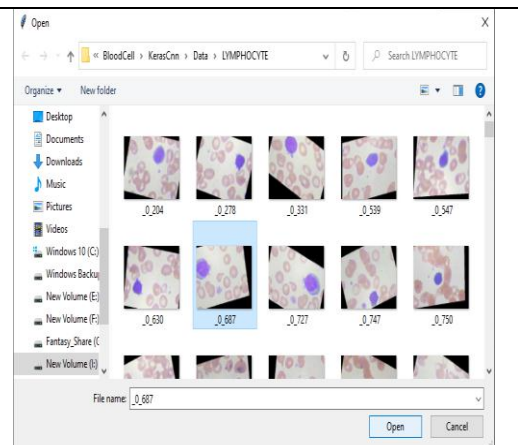 Open X
« BloodCell › KerasCnn › Data › LYMPHOCYTE Search LYMPHOCYTE
Organize New folder
Desktop
Documents
Downloads
Music
Pictures
Videos
Windows 10 (C:)
Windows Backup
New Volume (E:)
New Volume (F:)
Fantasy_Share (G
New Volume (I:)
_0_204 _0_278 _0_331 _0_539 _0_547
_0_630 _0_687 _0_727 _0_747 _0_750
File name: _0_687
Open Cancel